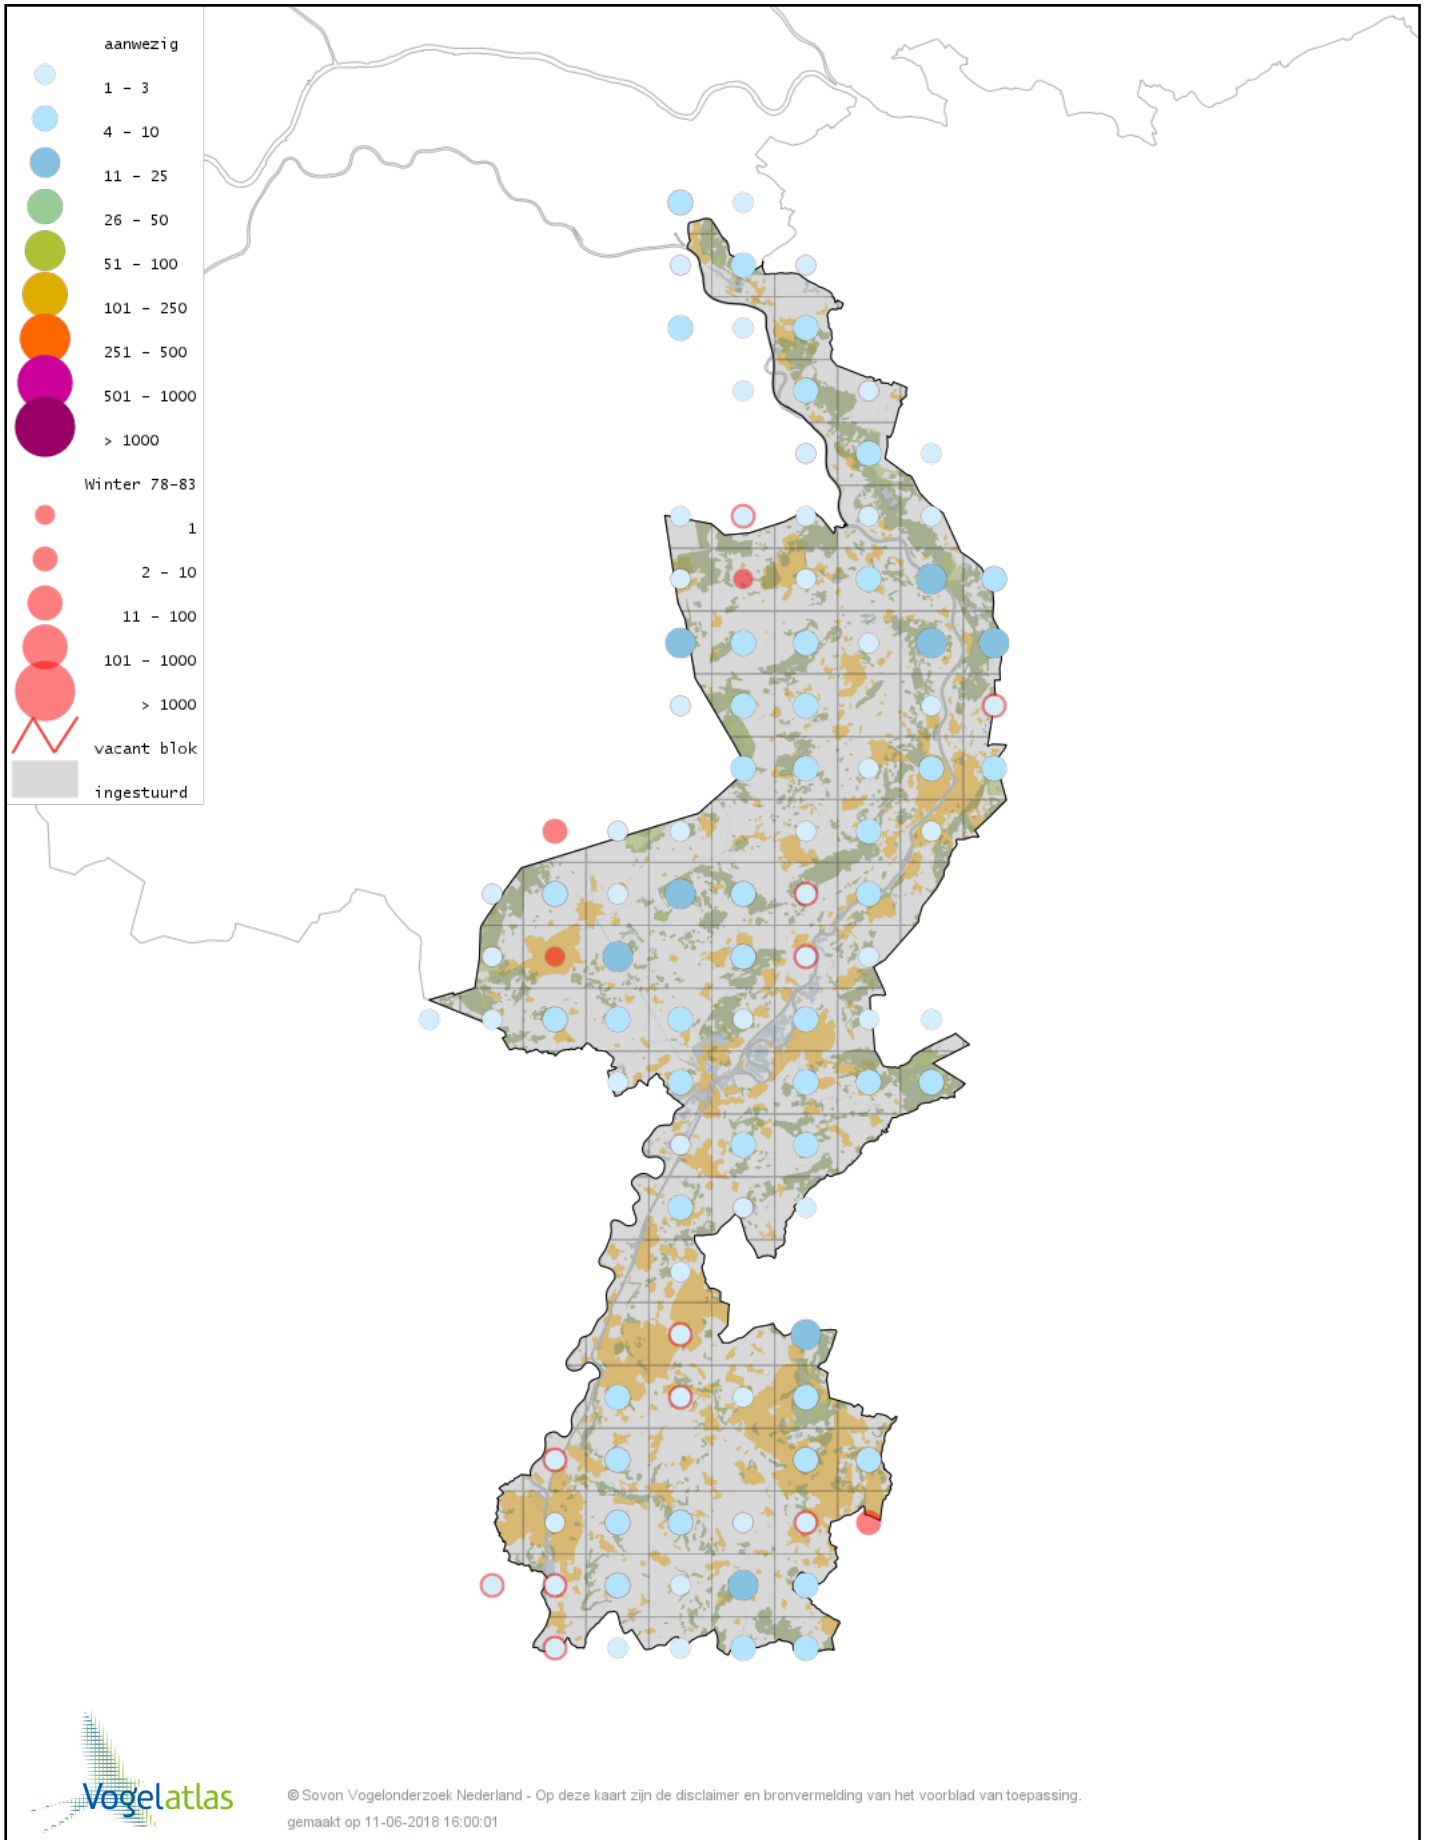 aanwezig
1 - 3
4 - 10
11 - 25
26 - 50
51 - 100
101 - 250
251 - 500
501 - 1000
> 1000
Winter 78-83
1
2 - 10
11 - 100
101 - 1000
> 1000
vacant blok
ingestuurd
Vogelatlas
© Sovon Vogelonderzoek Nederland - Op deze kaart zijn de disclaimer en bronvermelding van het voorblad van toepassing.
gemaakt op 11-06-2018 16:00:01